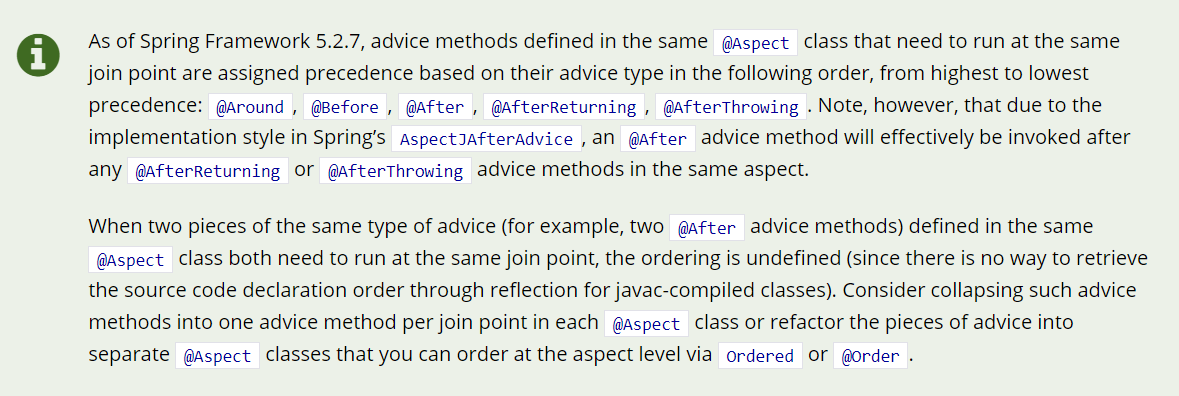 As of Spring Framework 5.2.7, advice methods defined in the same @Aspect class that need to run at the same
join point are assigned precedence based on their advice type in the following order, from highest to lowest
precedence: @Around , @Before , @After , @AfterReturning , @AfterThrowing . Note, however, that due to the
implementation style in Spring’s AspectJAfterAdvice , an @After advice method will effectively be invoked after
any @AfterReturning or @AfterThrowing advice methods in the same aspect.
When two pieces of the same type of advice (for example, two @After advice methods) defined in the same
@Aspect class both need to run at the same join point, the ordering is undefined (since there is no way to retrieve
the source code declaration order through reflection for javac-compiled classes). Consider collapsing such advice
methods into one advice method per join point in each @Aspect class or refactor the pieces of advice into
separate @Aspect classes that you can order at the aspect level via Ordered or @Order .